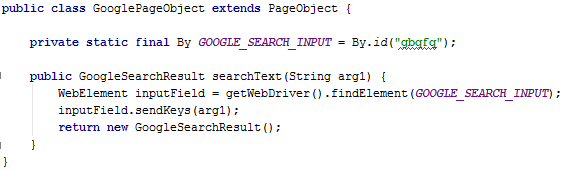 public class GooglePageObject extends PageObject {
private static final By GOOGLE_SEARCH_INPUT = By.id("gbqfq");
public GoogleSearchResult searchText(String arg1) {
WebElement inputField = getWebDriver().findElement(GOOGLE_SEARCH_INPUT);
inputField.sendKeys(arg1);
return new GoogleSearchResult();
}
}